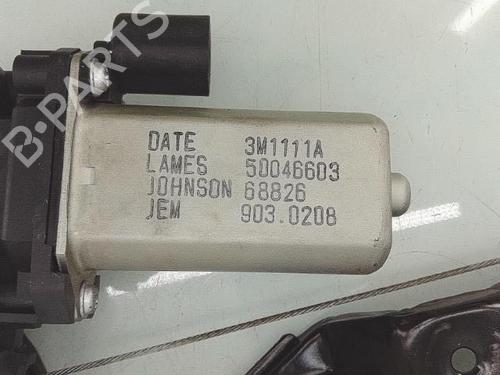 B-PARTS
DATE 3M1111A
LAMES 50046603
JOHNSON 68826
JEM 903.0208